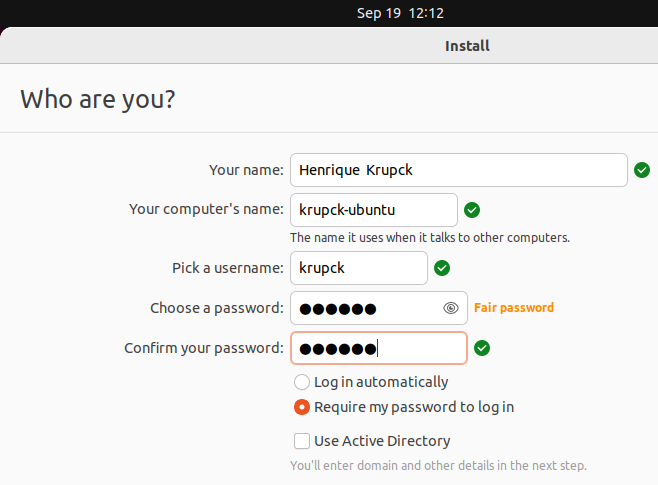 Sep 19 12:12
Install
Who are you?
Your name: Henrique Krupck
Your computer's name: krupck-ubuntu
The name it uses when it talks to other computers.
Pick a username: krupck
Choose a password: ●●●●●● Fair password
Confirm your password: ●●●●●●
Log in automatically
Require my password to log in
Use Active Directory
You'll enter domain and other details in the next step.